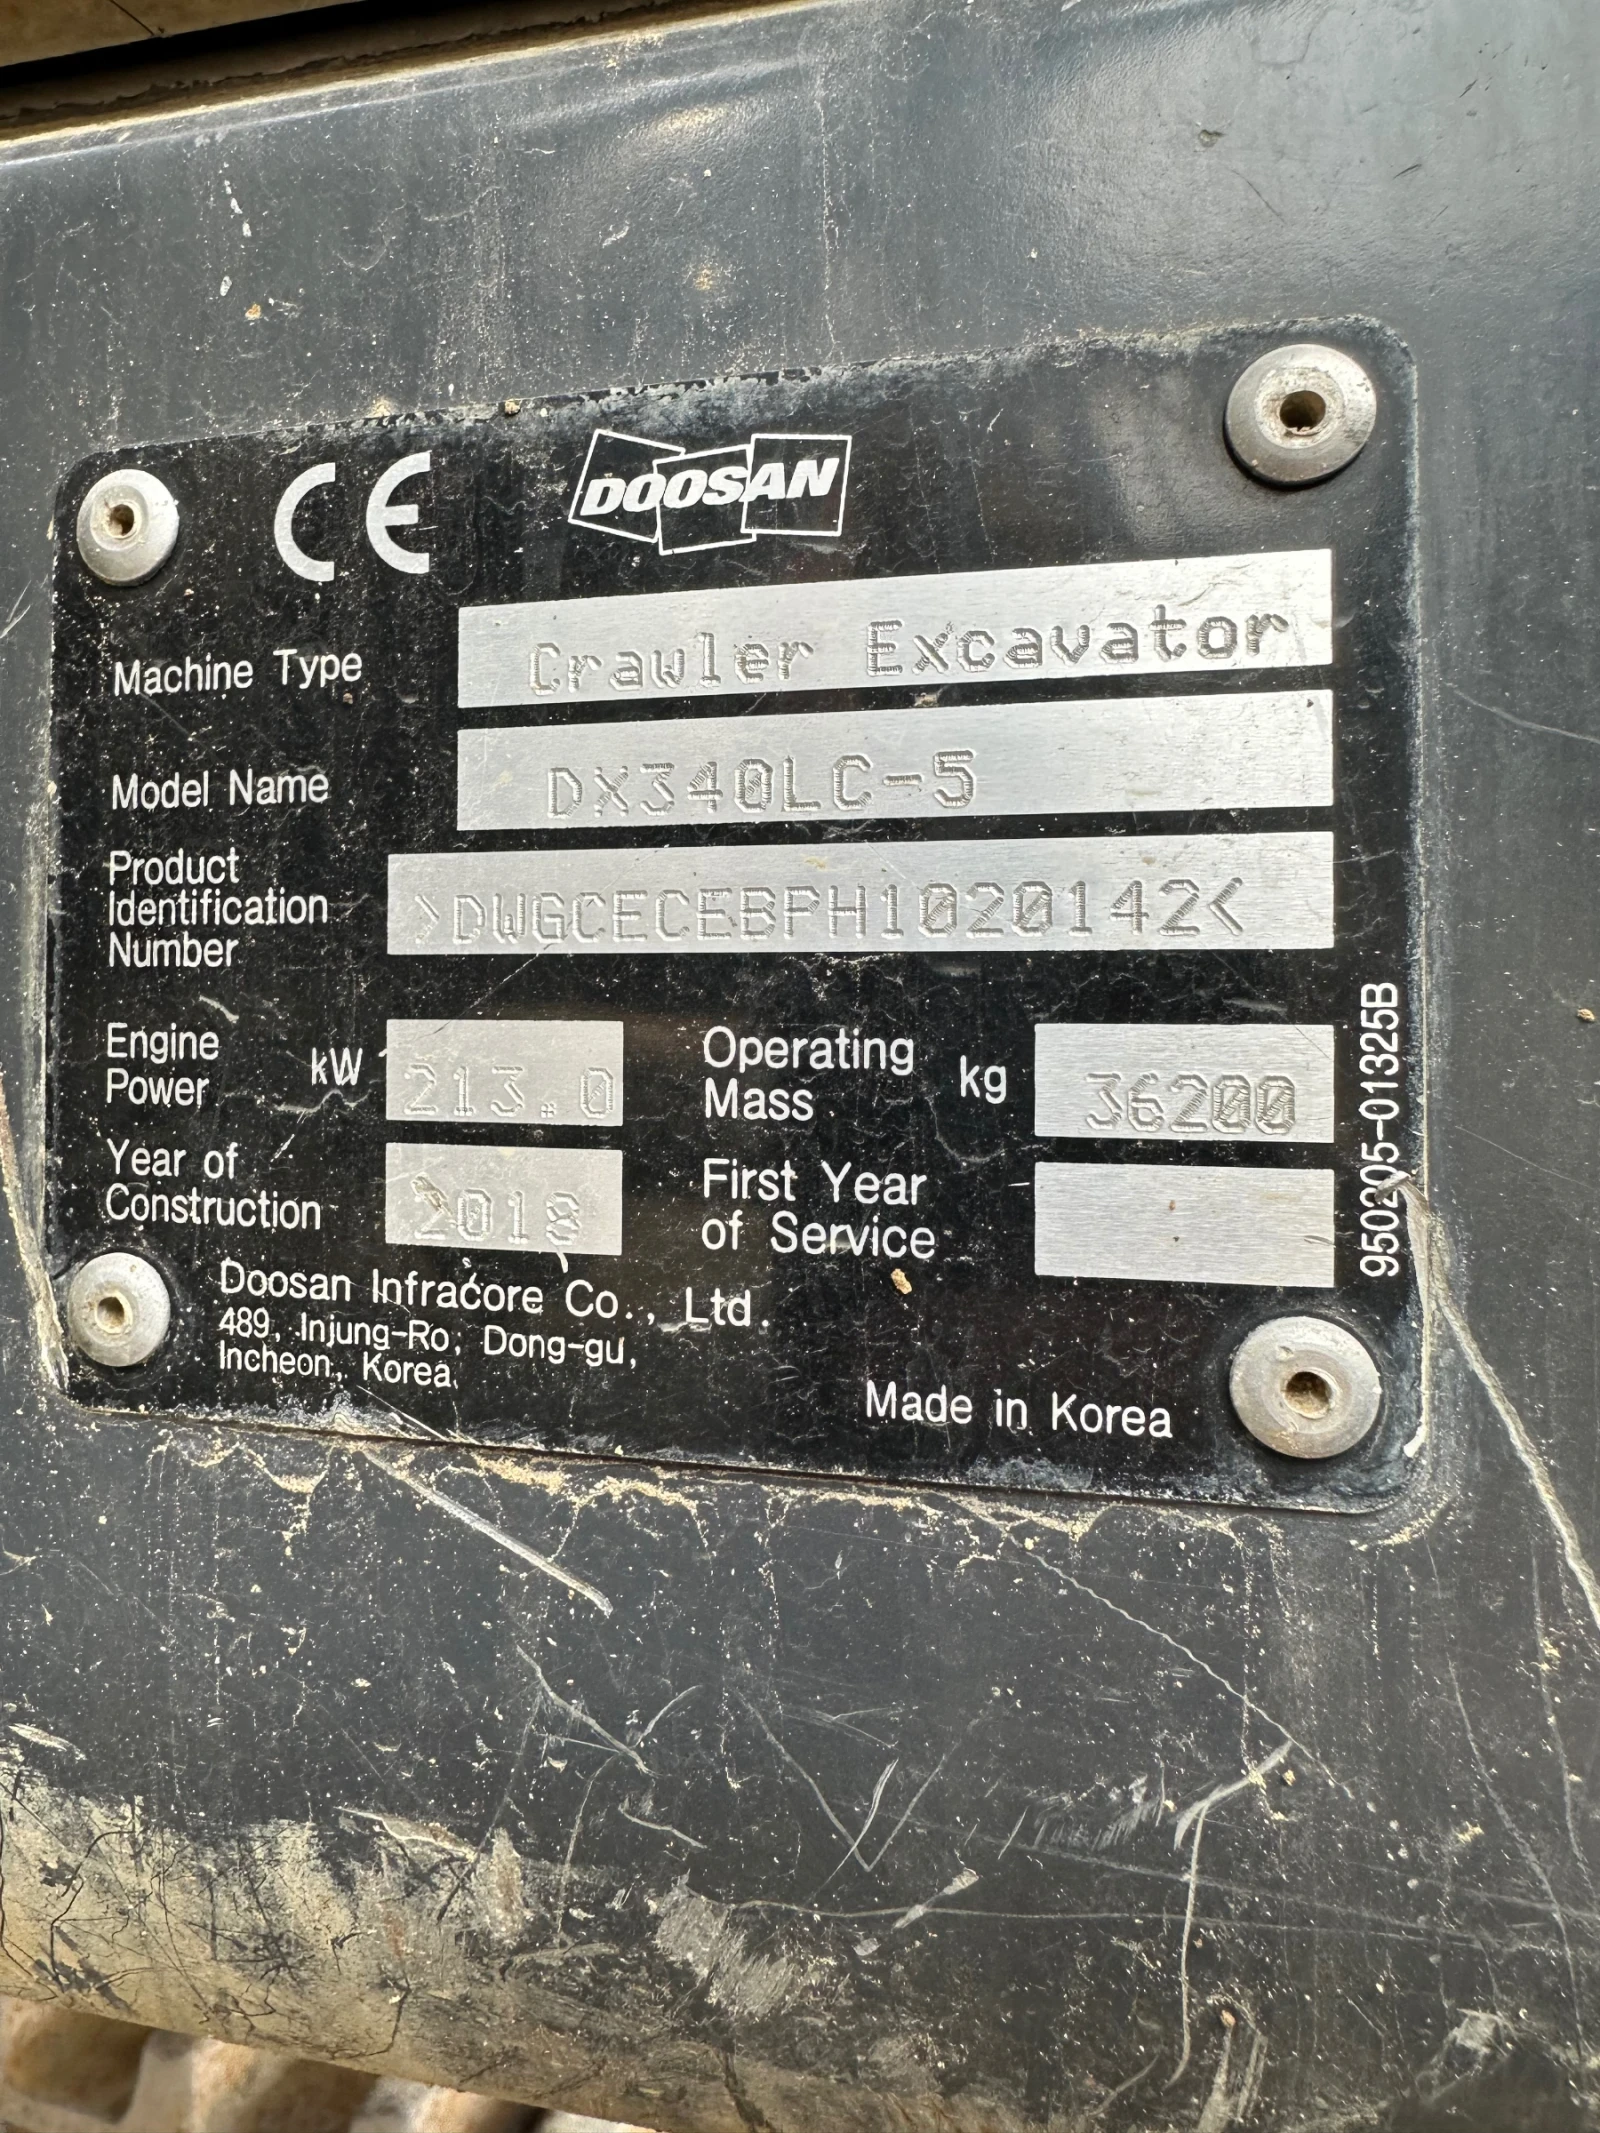 CE
DOOSAN
Machine Type Crawler Excavator
Model Name DX340LC-5
Product
Identification
Number >DWGCECEBPH1020142<
Engine
Power kW 213.0
Operating
Mass kg 36200
Year of
Construction 2018
First Year
of Service
Doosan Infracore Co., Ltd.
489, Injung-Ro, Dong-gu,
Incheon, Korea
Made in Korea
950205-01325B